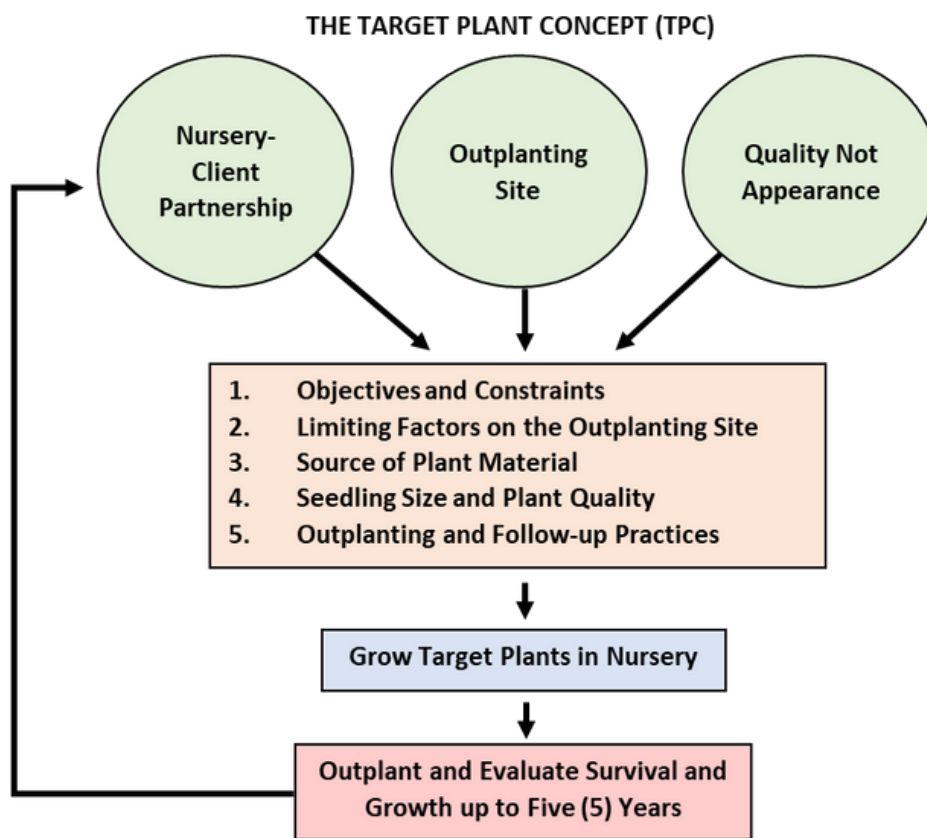 THE TARGET PLANT CONCEPT (TPC)
Nursery-
Client
Partnership
Outplanting
Site
Quality Not
Appearance
1. Objectives and Constraints
2. Limiting Factors on the Outplanting Site
3. Source of Plant Material
4. Seedling Size and Plant Quality
5. Outplanting and Follow-up Practices
Grow Target Plants in Nursery
Outplant and Evaluate Survival and
Growth up to Five (5) Years